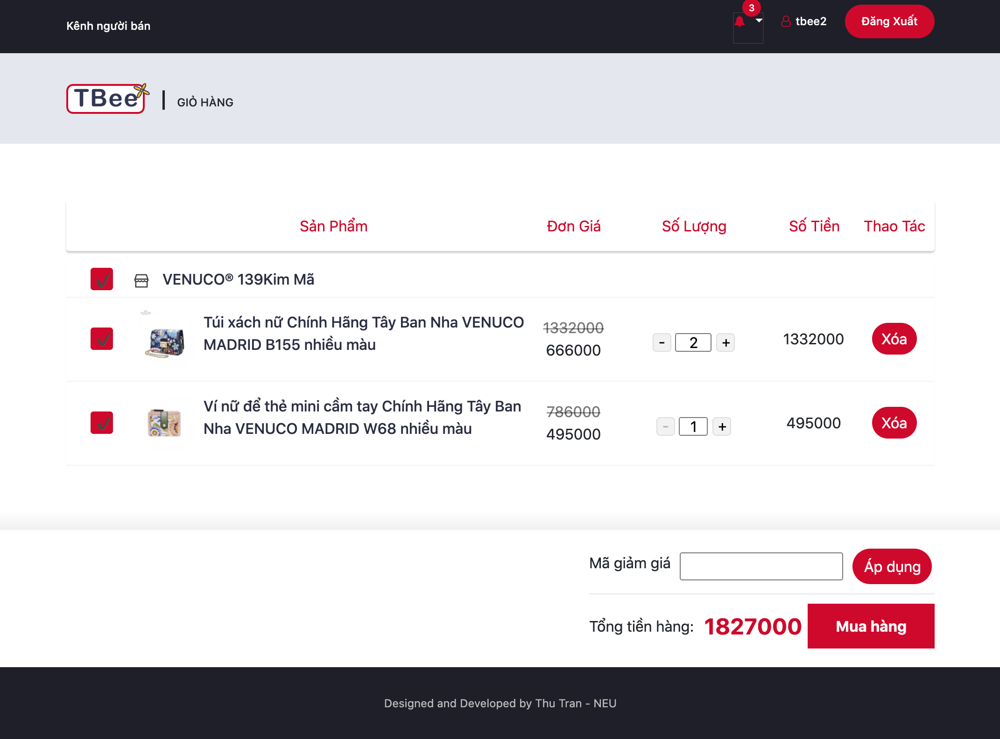 Kênh người bán
3
tbee2
Đăng Xuất
TBee
GIỎ HÀNG
Sản Phẩm
Đơn Giá
Số Lượng
Số Tiền
Thao Tác
VENUCO® 139Kim Mã
Túi xách nữ Chính Hãng Tây Ban Nha VENUCO
MADRID B155 nhiều màu
1332000
666000
- 2 +
1332000
Xóa
Ví nữ để thẻ mini cầm tay Chính Hãng Tây Ban
Nha VENUCO MADRID W68 nhiều màu
786000
495000
- 1 +
495000
Xóa
Mã giảm giá
Áp dụng
Tổng tiền hàng: 1827000
Mua hàng
Designed and Developed by Thu Tran - NEU